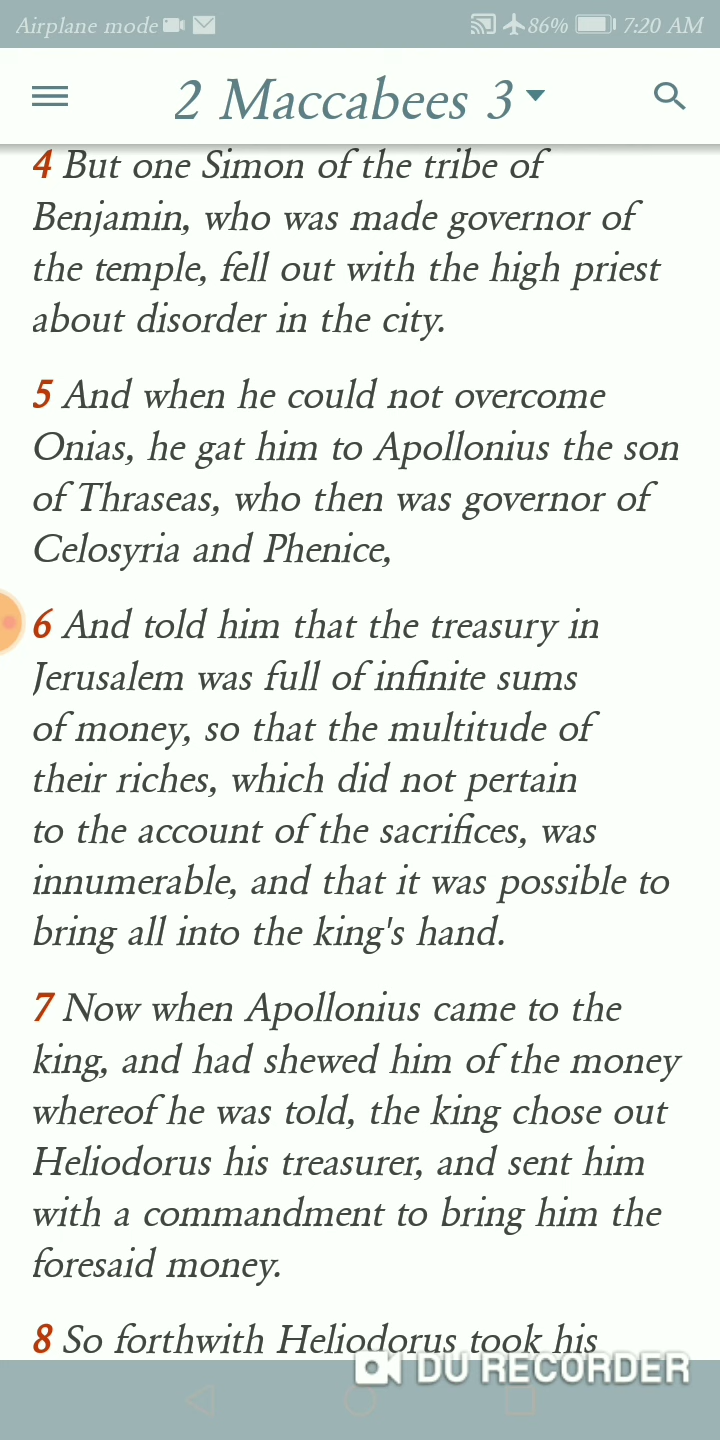 Airplane mode 86% 7:20 AM
2 Maccabees 3
4 But one Simon of the tribe of
Benjamin, who was made governor of
the temple, fell out with the high priest
about disorder in the city.
5 And when he could not overcome
Onias, he gat him to Apollonius the son
of Thraseas, who then was governor of
Celosyria and Phenice,
6 And told him that the treasury in
Jerusalem was full of infinite sums
of money, so that the multitude of
their riches, which did not pertain
to the account of the sacrifices, was
innumerable, and that it was possible to
bring all into the king's hand.
7 Now when Apollonius came to the
king, and had shewed him of the money
whereof he was told, the king chose out
Heliodorus his treasurer, and sent him
with a commandment to bring him the
foresaid money.
8 So forthwith Heliodorus took his
DU RECORDER